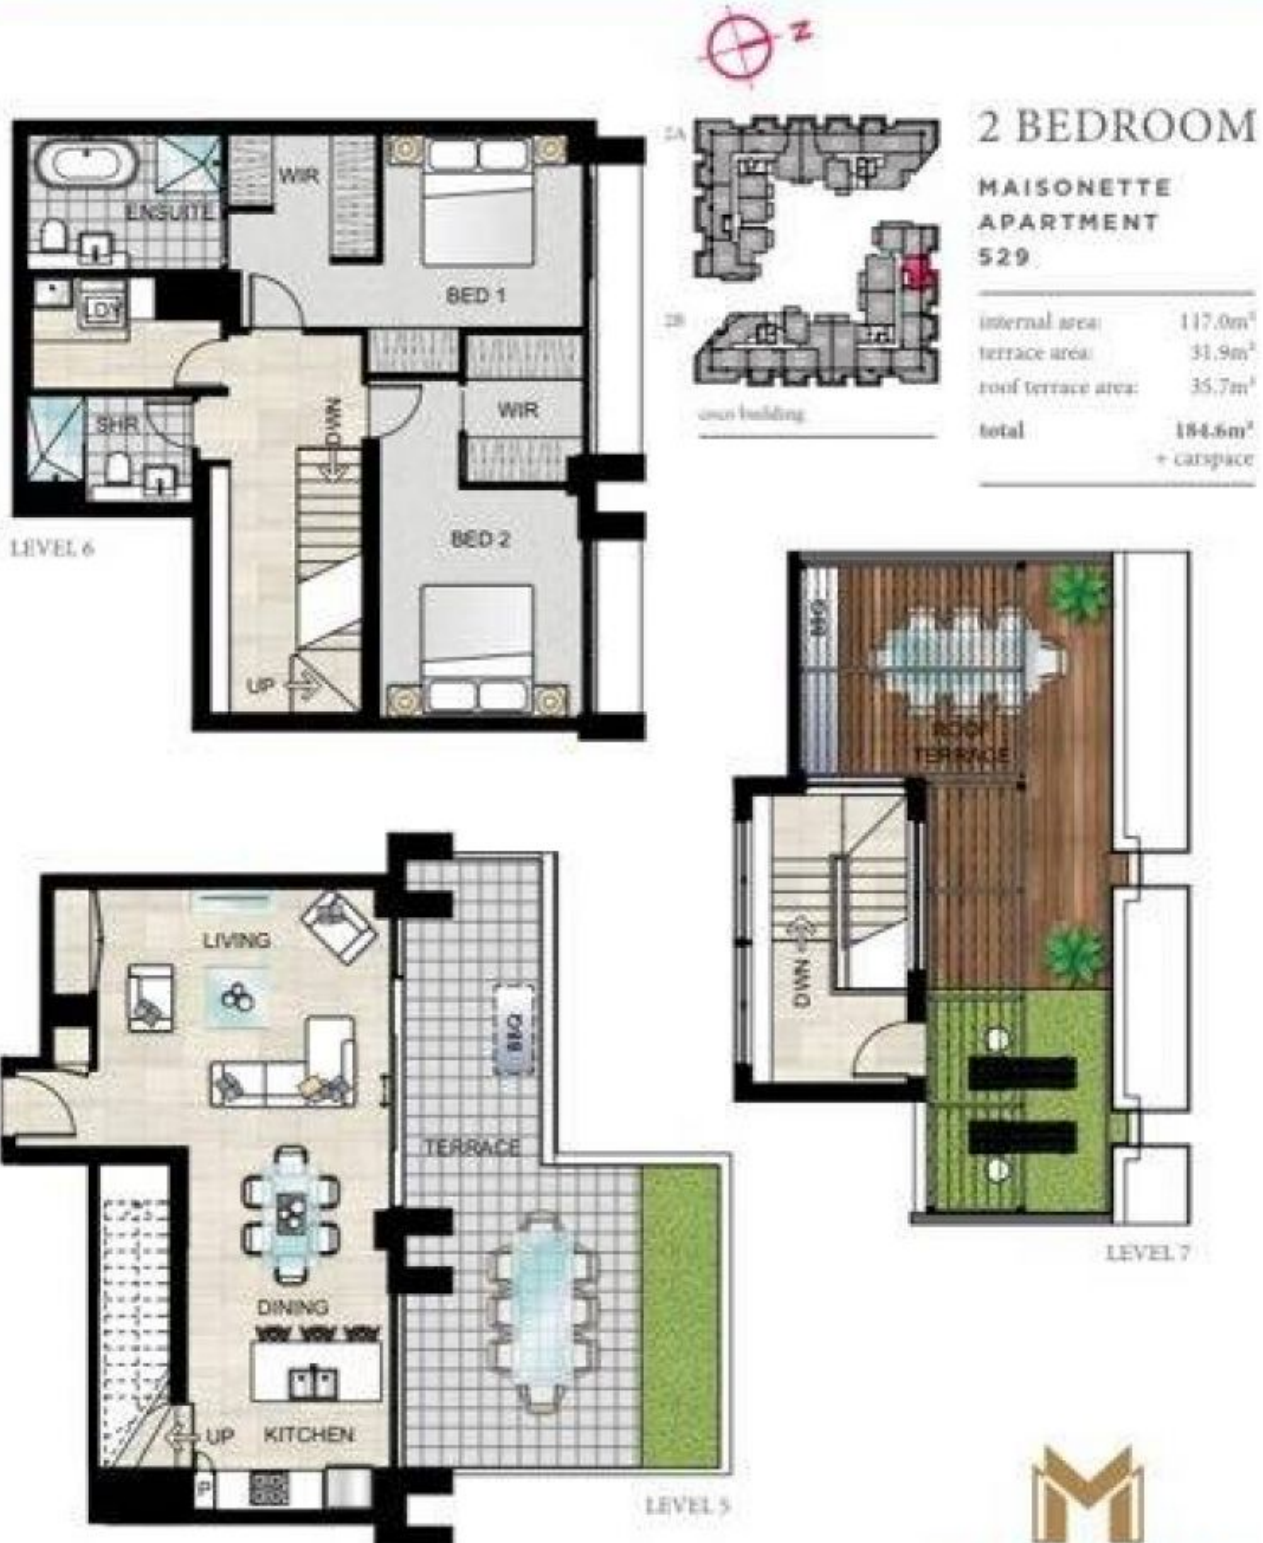 N
2 BEDROOM
MAISONETTE
APARTMENT
529
internal area: 117.0m²
terrace area: 31.9m²
roof terrace area: 35.7m²
total 184.6m²
+ carspace
2A
2B
coco building
ENSUITE
WIR
BED 1
LDY
SHR
DWN
WIR
BED 2
UP
LEVEL 6
BBQ
ROOF
TERRACE
DWN
LEVEL 7
LIVING
BBQ
TERRACE
DINING
UP
KITCHEN
P
LEVEL 5